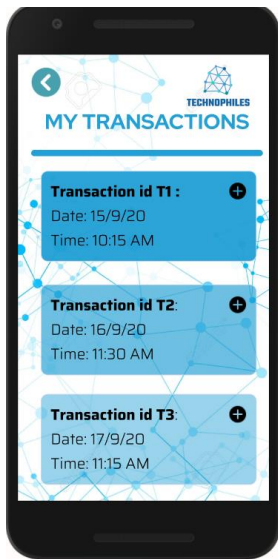 TECHNOPHILES
MY TRANSACTIONS
Transaction id T1 :
Date: 15/9/20
Time: 10:15 AM
Transaction id T2:
Date: 16/9/20
Time: 11:30 AM
Transaction id T3:
Date: 17/9/20
Time: 11:15 AM